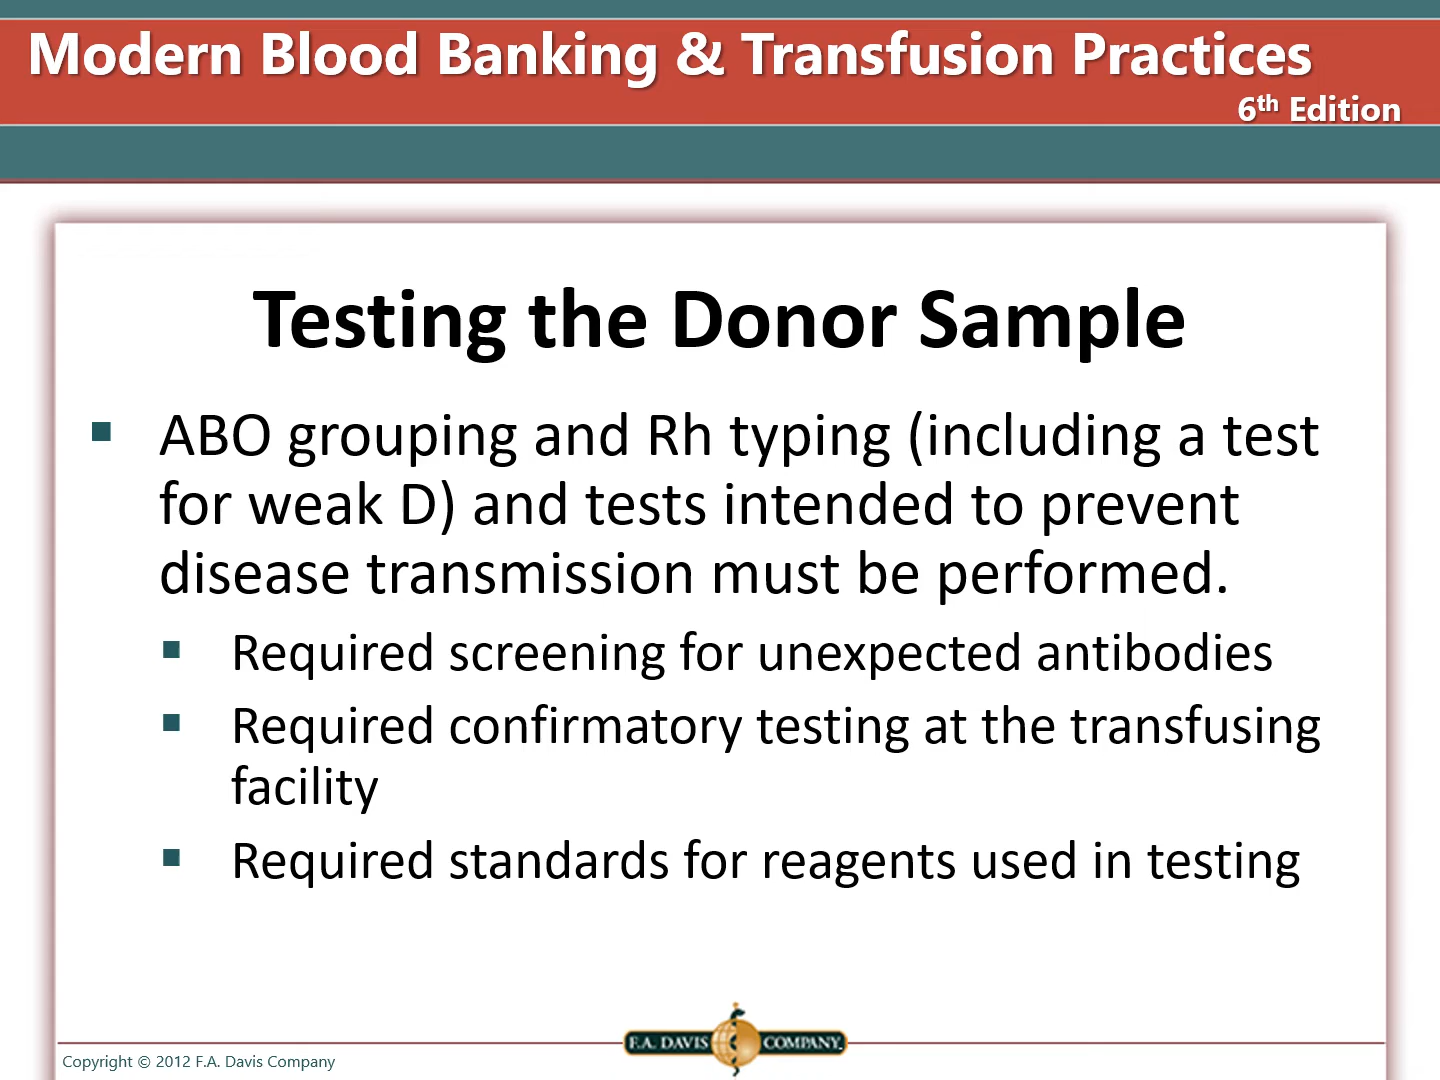 Modern Blood Banking & Transfusion Practices
6th Edition
Testing the Donor Sample
▪ ABO grouping and Rh typing (including a test
for weak D) and tests intended to prevent
disease transmission must be performed.
▪ Required screening for unexpected antibodies
▪ Required confirmatory testing at the transfusing
facility
▪ Required standards for reagents used in testing
F.A. DAVIS COMPANY.
Copyright © 2012 F.A. Davis Company